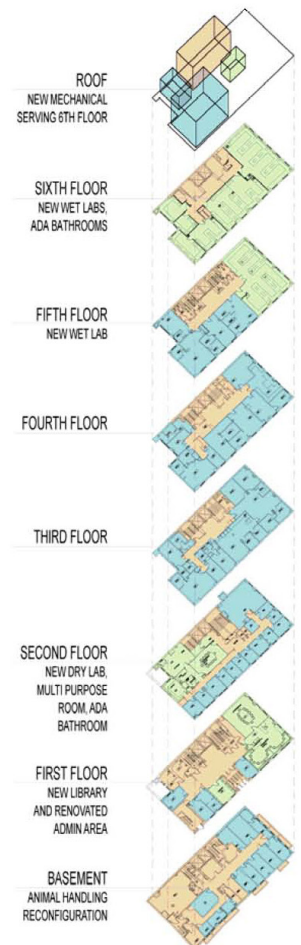 ROOF
NEW MECHANICAL
SERVING 6TH FLOOR
SIXTH FLOOR
NEW WET LABS,
ADA BATHROOMS
FIFTH FLOOR
NEW WET LAB
FOURTH FLOOR
THIRD FLOOR
SECOND FLOOR
NEW DRY LAB,
MULTI PURPOSE
ROOM, ADA
BATHROOM
FIRST FLOOR
NEW LIBRARY
AND RENOVATED
ADMIN AREA
BASEMENT
ANIMAL HANDLING
RECONFIGURATION